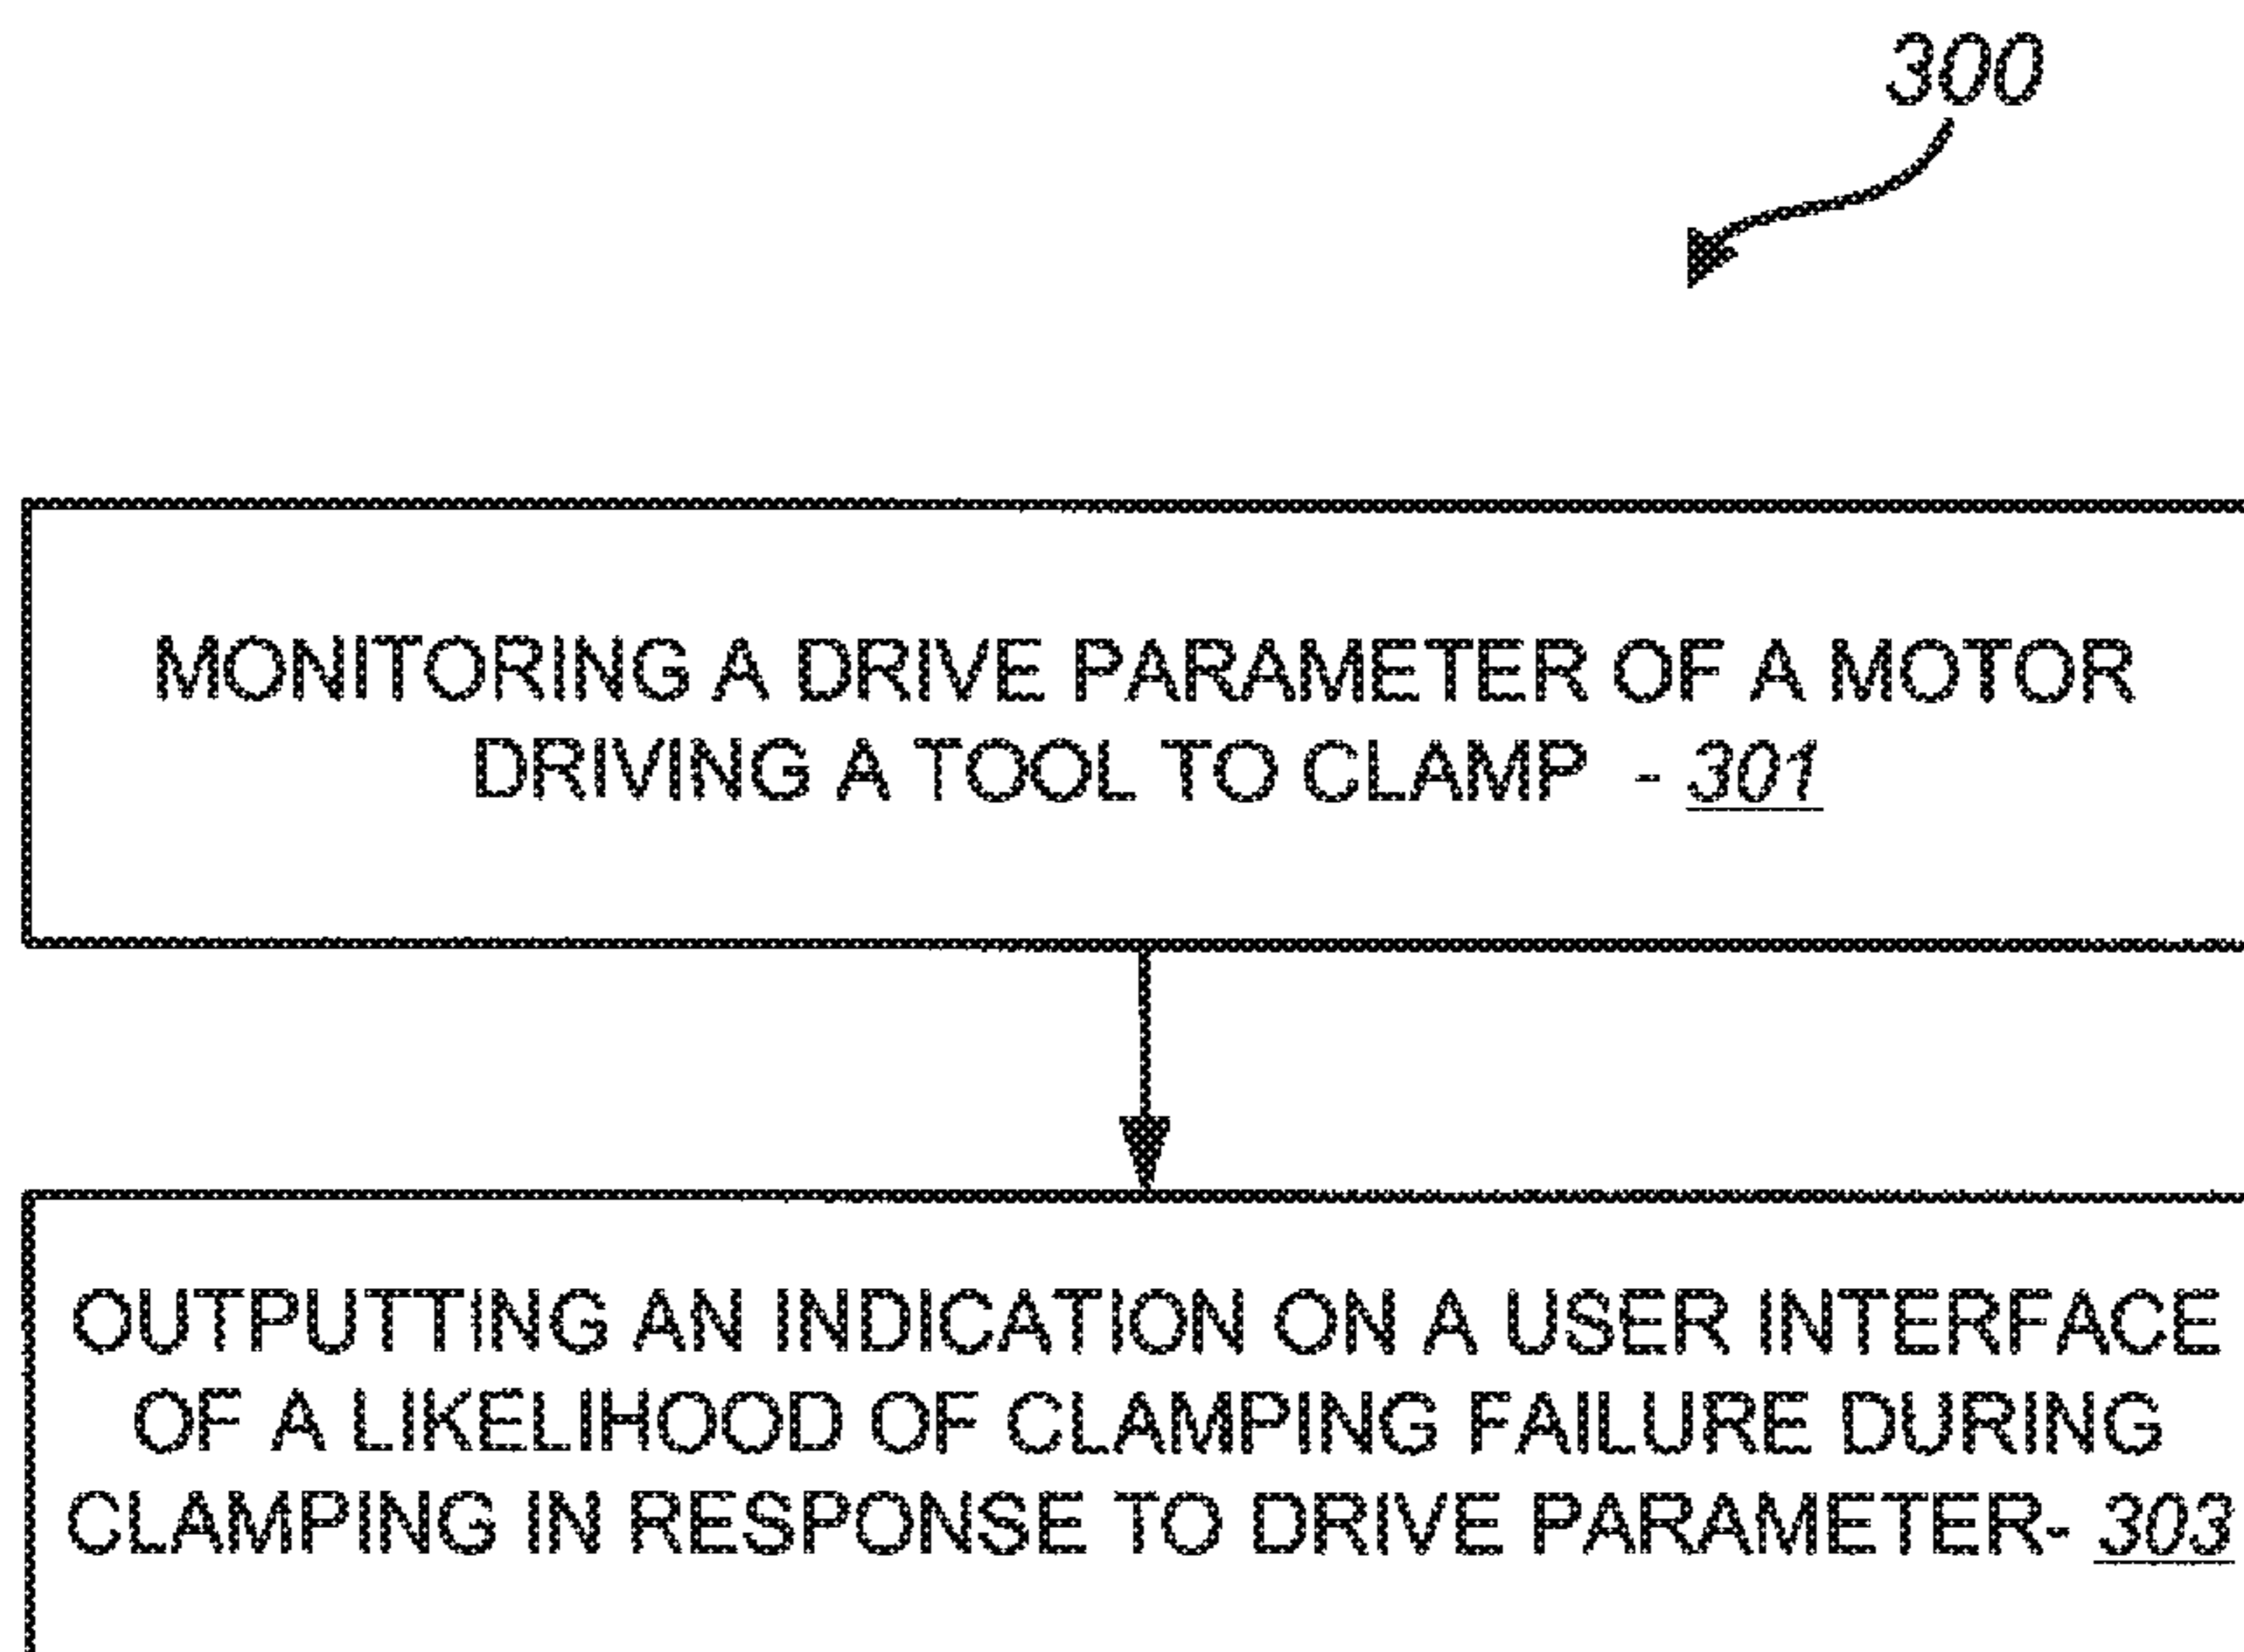 300
MONITORING A DRIVE PARAMETER OF A MOTOR
DRIVING A TOOL TO CLAMP - 301
OUTPUTTING AN INDICATION ON A USER INTERFACE
OF A LIKELIHOOD OF CLAMPING FAILURE DURING
CLAMPING IN RESPONSE TO DRIVE PARAMETER- 303